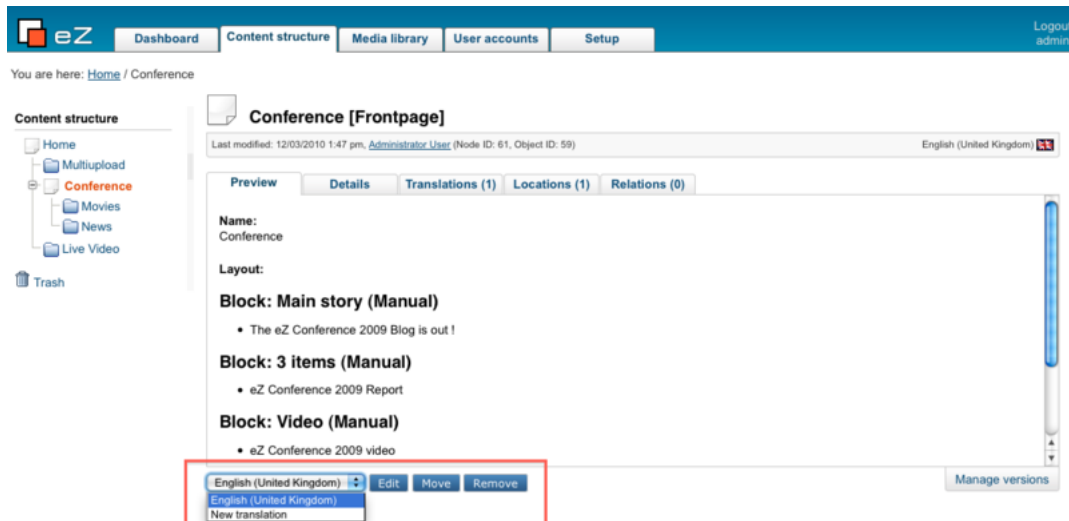 eZ
Dashboard
Content structure
Media library
User accounts
Setup
Logout
admin
You are here: Home / Conference
Content structure
Home
Multiupload
Conference
Movies
News
Live Video
Trash
Conference [Frontpage]
Last modified: 12/03/2010 1:47 pm, Administrator User (Node ID: 61, Object ID: 59)
English (United Kingdom)
Preview
Details
Translations (1)
Locations (1)
Relations (0)
Name:
Conference
Layout:
Block: Main story (Manual)
• The eZ Conference 2009 Blog is out !
Block: 3 items (Manual)
• eZ Conference 2009 Report
Block: Video (Manual)
• eZ Conference 2009 video
English (United Kingdom)
Edit
Move
Remove
Manage versions
English (United Kingdom)
New translation